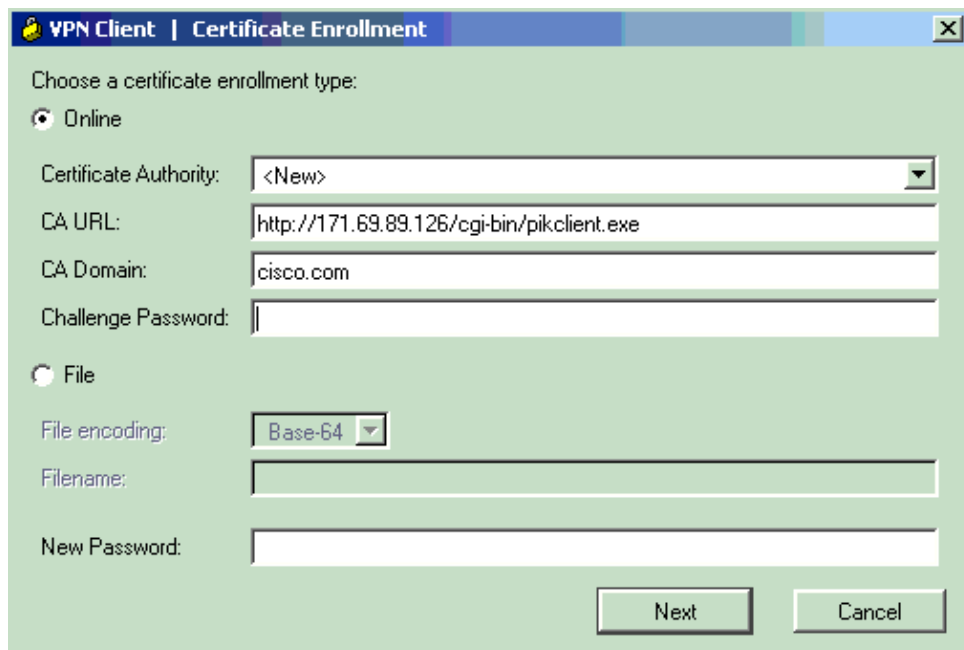 VPN Client | Certificate Enrollment
Choose a certificate enrollment type:
Online
Certificate Authority: <New>
CA URL: http://171.69.89.126/cgi-bin/pikclient.exe
CA Domain: cisco.com
Challenge Password:
File
File encoding: Base-64
Filename:
New Password:
Next Cancel